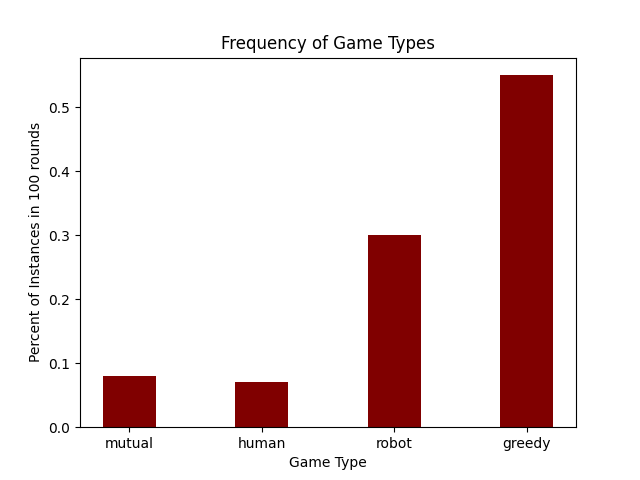 Frequency of Game Types
Percent of Instances in 100 rounds
0.5
0.4
0.3
0.2
0.1
0.0
mutual human robot greedy
Game Type